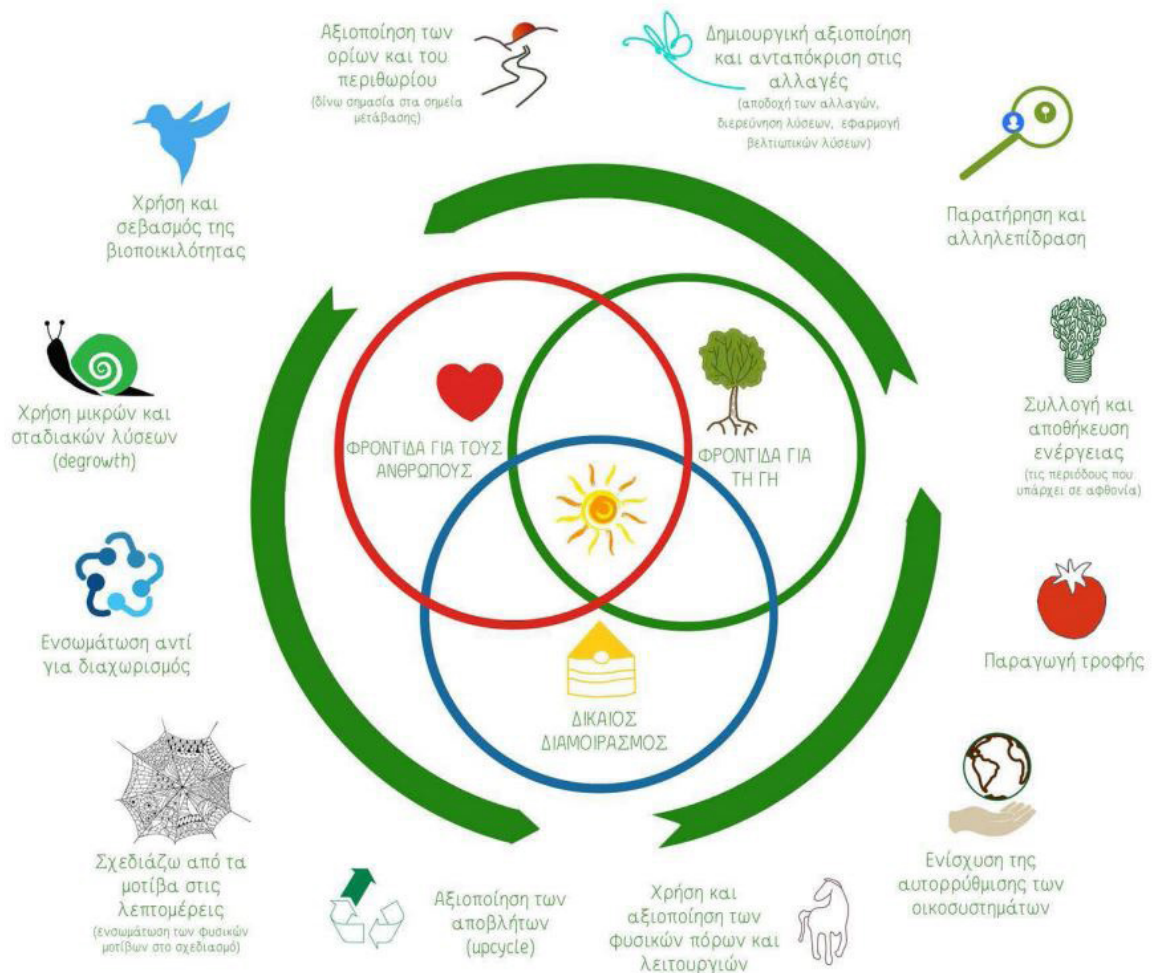 Αξιοποίηση των
ορίων και του
περιθωρίου
(δίνω σημασία στα σημεία
μετάβασης)
Δημιουργική αξιοποίηση
και ανταπόκριση στις
αλλαγές
(αποδοχή των αλλαγών,
διερεύνηση λύσεων, εφαρμογή
βελτιωτικών λύσεων)
Παρατήρηση και
αλληλεπίδραση
Συλλογή και
αποθήκευση
ενέργειας
(τις περιόδους που
υπάρχει σε αφθονία)
Παραγωγή τροφής
Ενίσχυση της
αυτορρύθμισης των
οικοσυστημάτων
Χρήση και
αξιοποίηση των
φυσικών πόρων και
λειτουργιών
Αξιοποίηση των
αποβλήτων
(upcycle)
Σχεδιάζω από τα
μοτίβα στις
λεπτομέρεις
(ενσωμάτωση των φυσικών
μοτίβων στο σχεδιασμό)
Ενσωμάτωση αντί
για διαχωρισμός
Χρήση μικρών και
σταδιακών λύσεων
(degrowth)
Χρήση και
σεβασμός της
βιοποικιλότητας
ΦΡΟΝΤΙΔΑ ΓΙΑ ΤΟΥΣ
ΑΝΘΡΩΠΟΥΣ
ΦΡΟΝΤΙΔΑ ΓΙΑ
ΤΗ ΓΗ
ΔΙΚΑΙΟΣ
ΔΙΑΜΟΙΡΑΣΜΟΣ